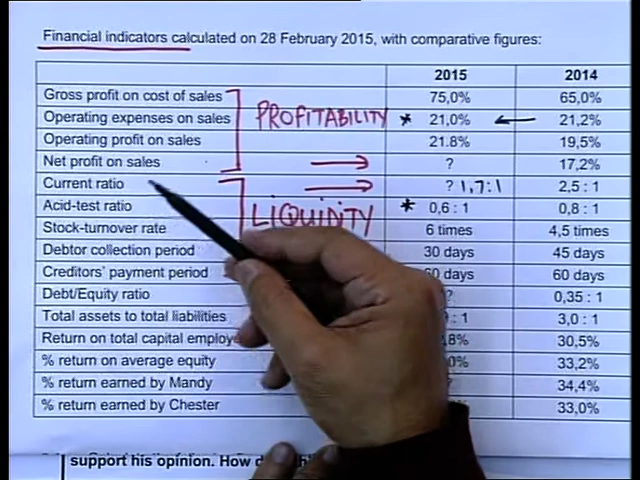 Financial indicators calculated on 28 February 2015, with comparative figures:
2015 2014
Gross profit on cost of sales 75,0% 65,0%
Operating expenses on sales PROFITABILITY * 21,0% 21,2%
Operating profit on sales 21.8% 19,5%
Net profit on sales ? 17,2%
Current ratio ? 1,7:1 2,5 : 1
Acid-test ratio LIQUIDITY * 0,6 : 1 0,8 : 1
Stock-turnover rate 6 times 4,5 times
Debtor collection period 30 days 45 days
Creditors' payment period days 60 days
Debt/Equity ratio ? 0,35 : 1
Total assets to total liabilities : 1 3,0 : 1
Return on total capital 30,5%
% return on average equity 33,2%
% return earned by Mandy 34,4%
% return earned by Chester 33,0%
support his opinion. How